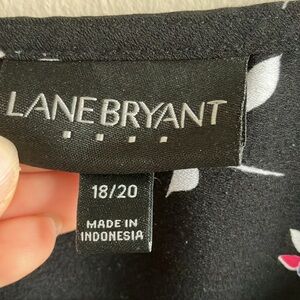 LANE BRYANT
18/20
MADE IN
INDONESIA